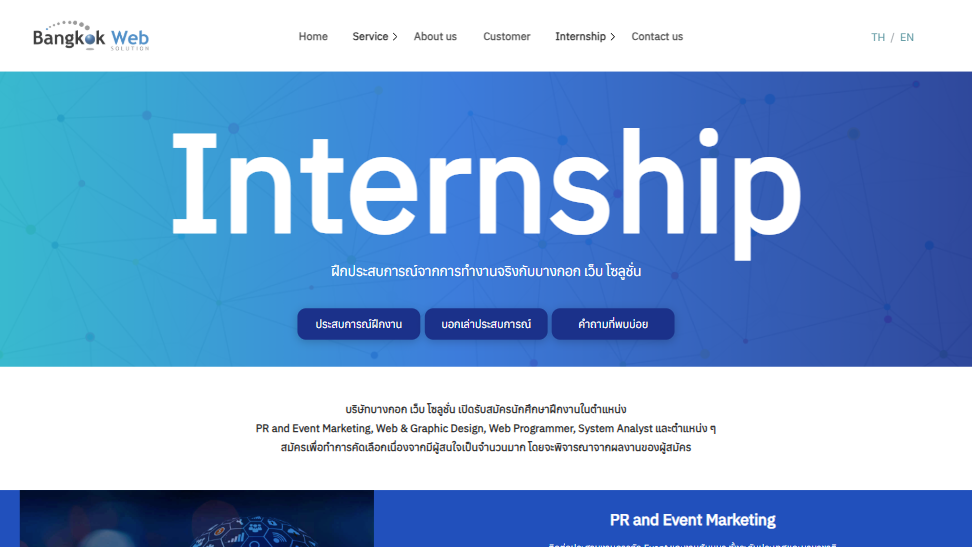 Bangkok Web
SOLUTION
Home Service About us Customer Internship Contact us
TH / EN
Internship
ฝึกประสบการณ์จากการทำงานจริงกับบางกอก เว็บ โซลูชั่น
ประสบการณ์ฝึกงาน บอกเล่าประสบการณ์ คำถามที่พบบ่อย
บริษัทบางกอก เว็บ โซลูชั่น เปิดรับสมัครนักศึกษาฝึกงานในตำแหน่ง
PR and Event Marketing, Web & Graphic Design, Web Programmer, System Analyst และตำแหน่ง ๆ
สมัครเพื่อทำการคัดเลือกเนื่องจากมีผู้สนใจเป็นจำนวนมาก โดยจะพิจารณาจากผลงานของผู้สมัคร
PR and Event Marketing